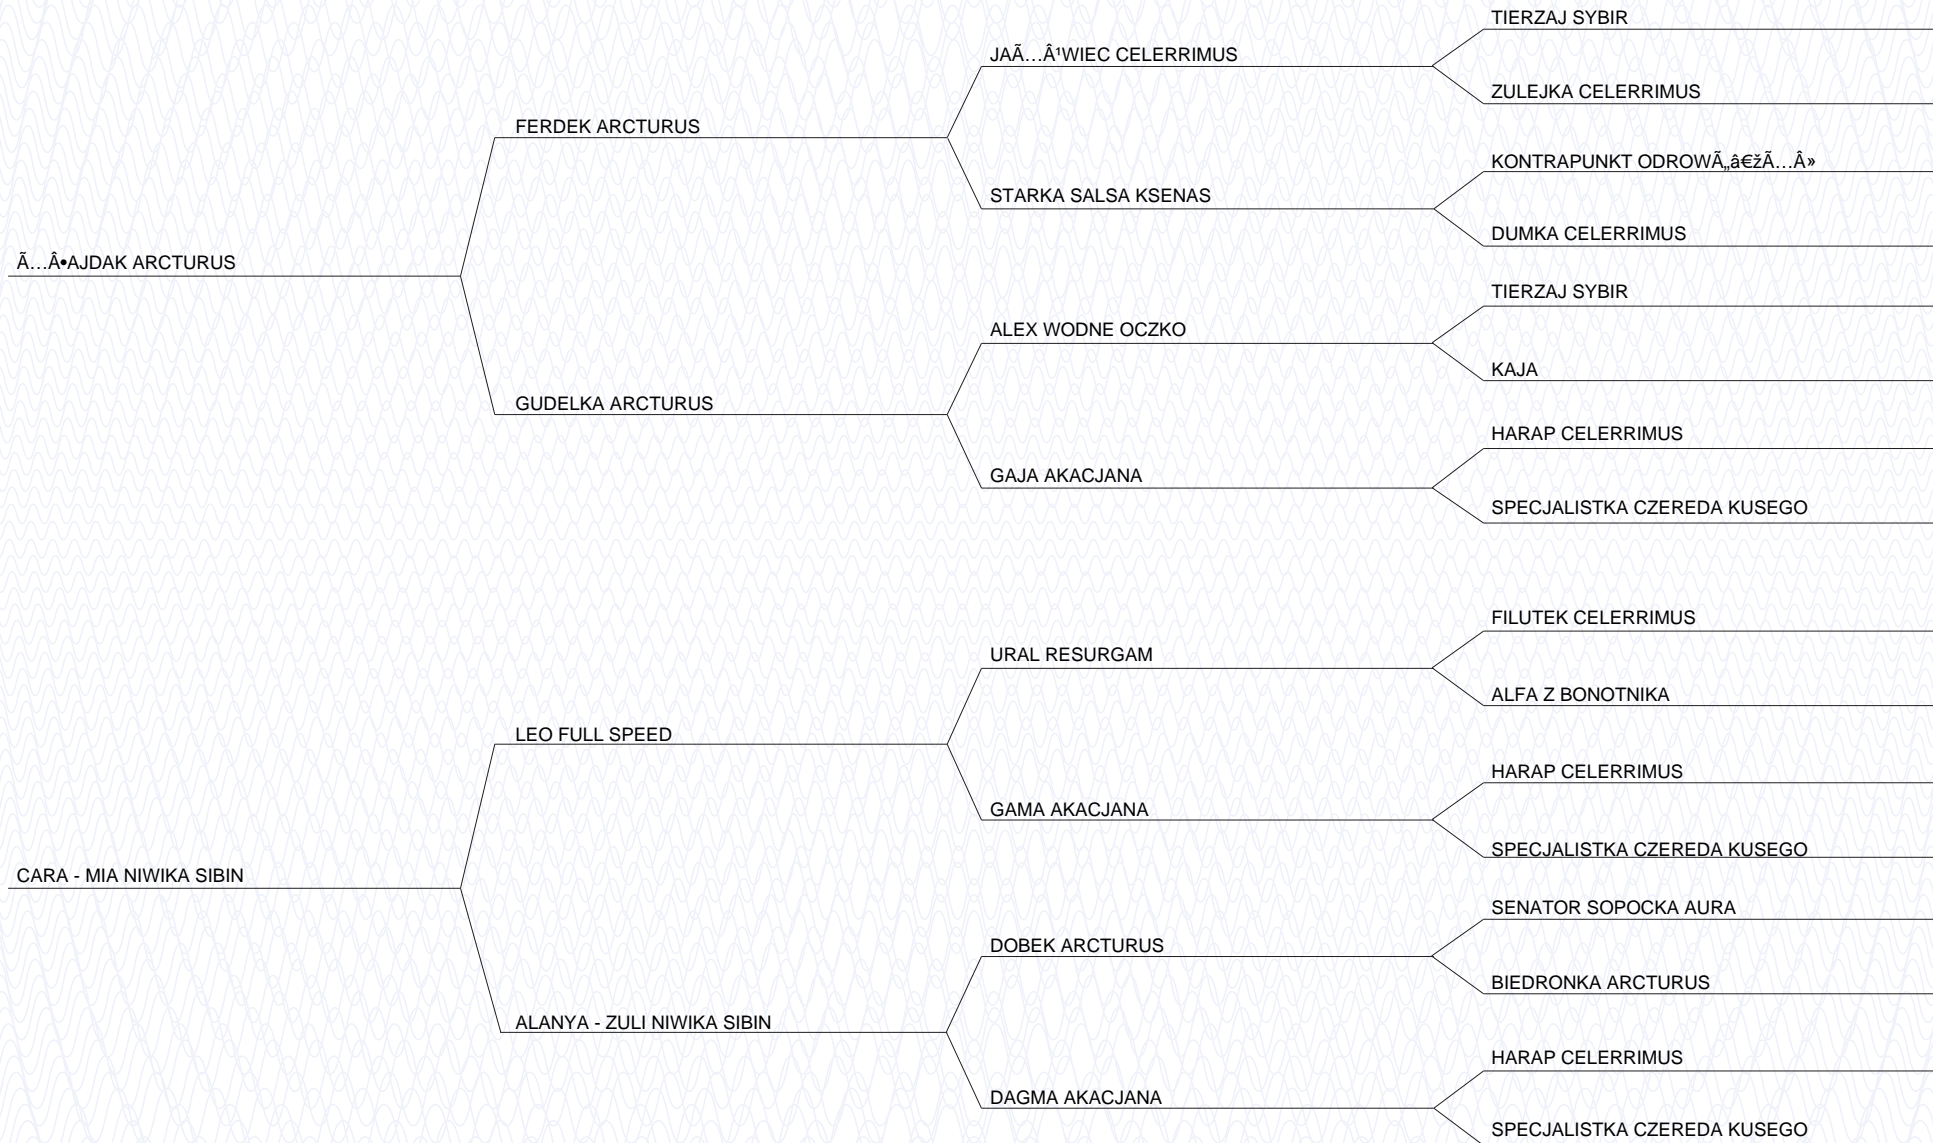 TIERZAJ SYBIR
JAÃ…Â¹WIEC CELERRIMUS
ZULEJKA CELERRIMUS
FERDEK ARCTURUS
KONTRAPUNKT ODROWÃ„â€žÃ…Â»
STARKA SALSA KSENAS
DUMKA CELERRIMUS
Ã…Â•AJDAK ARCTURUS
TIERZAJ SYBIR
ALEX WODNE OCZKO
KAJA
GUDELKA ARCTURUS
HARAP CELERRIMUS
GAJA AKACJANA
SPECJALISTKA CZEREDA KUSEGO
FILUTEK CELERRIMUS
URAL RESURGAM
ALFA Z BONOTNIKA
LEO FULL SPEED
HARAP CELERRIMUS
GAMA AKACJANA
SPECJALISTKA CZEREDA KUSEGO
CARA - MIA NIWIKA SIBIN
SENATOR SOPOCKA AURA
DOBEK ARCTURUS
BIEDRONKA ARCTURUS
ALANYA - ZULI NIWIKA SIBIN
HARAP CELERRIMUS
DAGMA AKACJANA
SPECJALISTKA CZEREDA KUSEGO